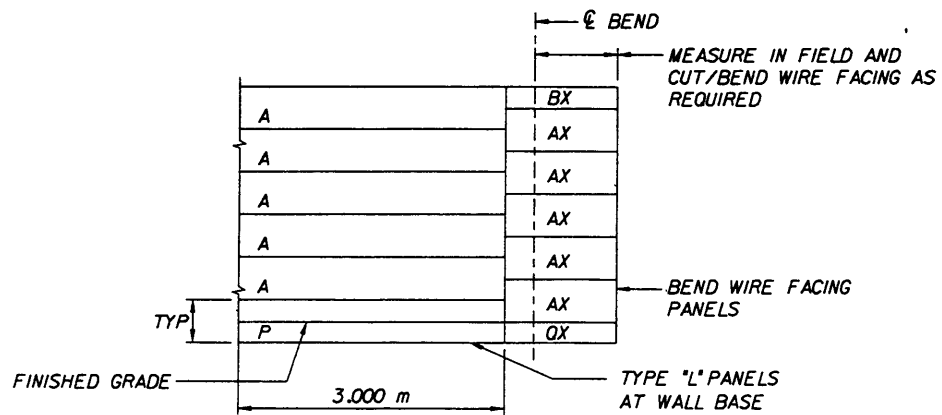 ℄ BEND
MEASURE IN FIELD AND
CUT/BEND WIRE FACING AS
REQUIRED
BX
A
AX
A
AX
A
AX
A
AX
A
AX
BEND WIRE FACING
PANELS
TYP
P
QX
FINISHED GRADE
TYPE "L" PANELS
AT WALL BASE
3.000 m